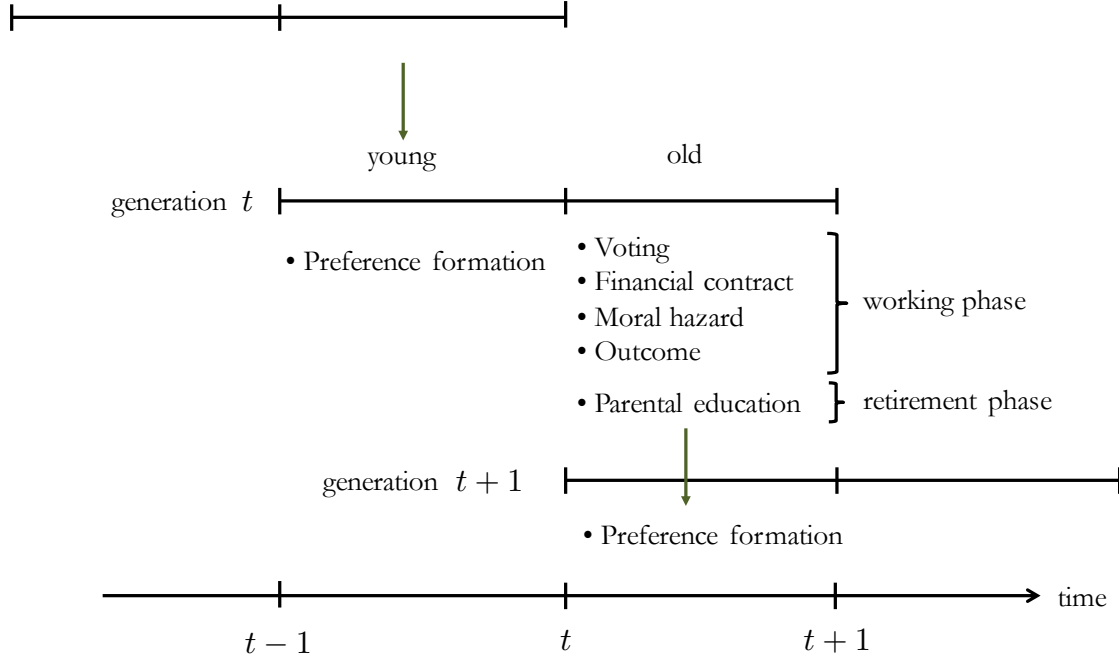 young old
generation t
• Preference formation
• Voting
• Financial contract
• Moral hazard
• Outcome
working phase
• Parental education
retirement phase
generation t + 1
• Preference formation
time
t − 1 t t + 1